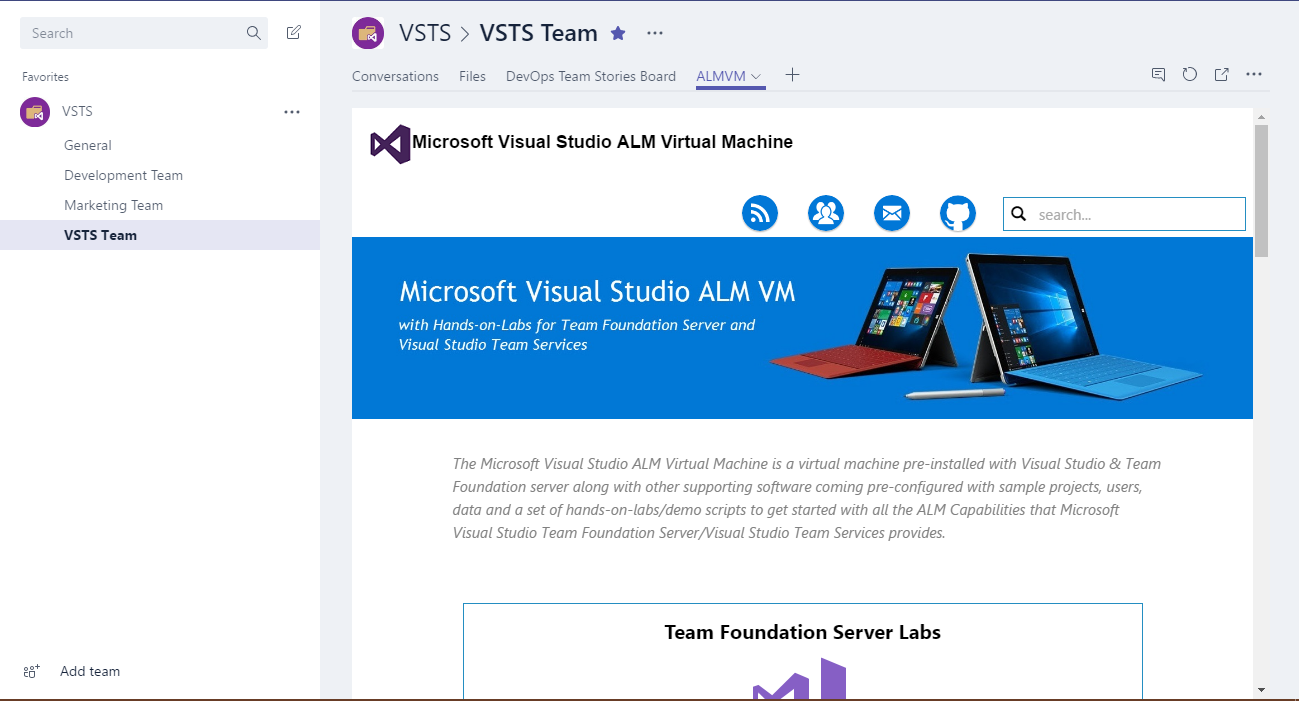 Search
Favorites
VSTS
General
Development Team
Marketing Team
VSTS Team
Add team
VSTS > VSTS Team
Conversations Files DevOps Team Stories Board ALMVM
Microsoft Visual Studio ALM Virtual Machine
search...
Microsoft Visual Studio ALM VM
with Hands-on-Labs for Team Foundation Server and
Visual Studio Team Services
The Microsoft Visual Studio ALM Virtual Machine is a virtual machine pre-installed with Visual Studio & Team
Foundation server along with other supporting software coming pre-configured with sample projects, users,
data and a set of hands-on-labs/demo scripts to get started with all the ALM Capabilities that Microsoft
Visual Studio Team Foundation Server/Visual Studio Team Services provides.
Team Foundation Server Labs